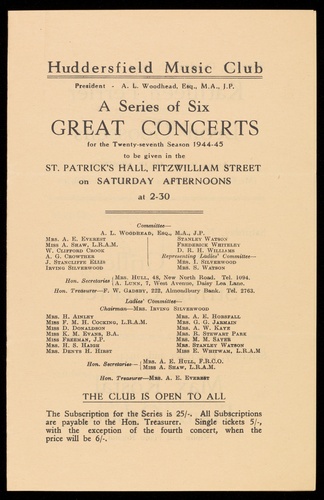 Huddersfield Music Club
President - A. L. Woodhead, Esq., M.A., J.P.
A Series of Six
GREAT CONCERTS
for the Twenty-seventh Season 1944-45
to be given in the
ST. PATRICK'S HALL, FITZWILLIAM STREET
on SATURDAY AFTERNOONS
at 2-30
Committee—
A. L. WOODHEAD, ESQ., M.A., J.P.
MRS. A. E. EVEREST
MISS A. SHAW, L.R.A.M.
W. CLIFFORD CROOK
A. G. CROWTHER
J. STANCLIFFE ELLIS
IRVING SILVERWOOD
STANLEY WATSON
FREDERICK WHITELEY
D. R. H. WILLIAMS
Representing Ladies' Committee—
MRS. I. SILVERWOOD
MRS. S. WATSON
Hon. Secretaries—
MRS. HULL, 48, New North Road. Tel. 1094.
A. LUNN, 7, West Avenue, Daisy Lea Lane.
Hon. Treasurer—F. W. GADSBY, 222, Almondbury Bank. Tel. 2763.
Ladies' Committee—
Chairman—MRS. IRVING SILVERWOOD
MRS. H. AINLEY
MISS F. M. H. COCKING, L.R.A.M.
MISS D. DONALDSON
MISS K. M. EVANS, B.A.
MISS FREEMAN, J.P.
MRS. H. S. HAIGH
MRS. DENYS H. HIRST
MRS. A. E. HORSFALL
MRS. G. G. JARMAIN
MRS. A. W. KAYE
MRS. R. STEWART PARK
MRS. M. M. SAYER
MRS. STANLEY WATSON
MISS E. WHITWAM, L.R.A.M
Hon. Secretaries—
MRS. A. E. HULL, F.R.C.O.
MISS A. SHAW, L.R.A.M.
Hon. Treasurer—MRS. A. E. EVEREST
THE CLUB IS OPEN TO ALL.
The Subscription for the Series is 25/-. All Subscriptions
are payable to the Hon. Treasurer. Single tickets 5/-,
with the exception of the fourth concert, when the
price will be 6/-.